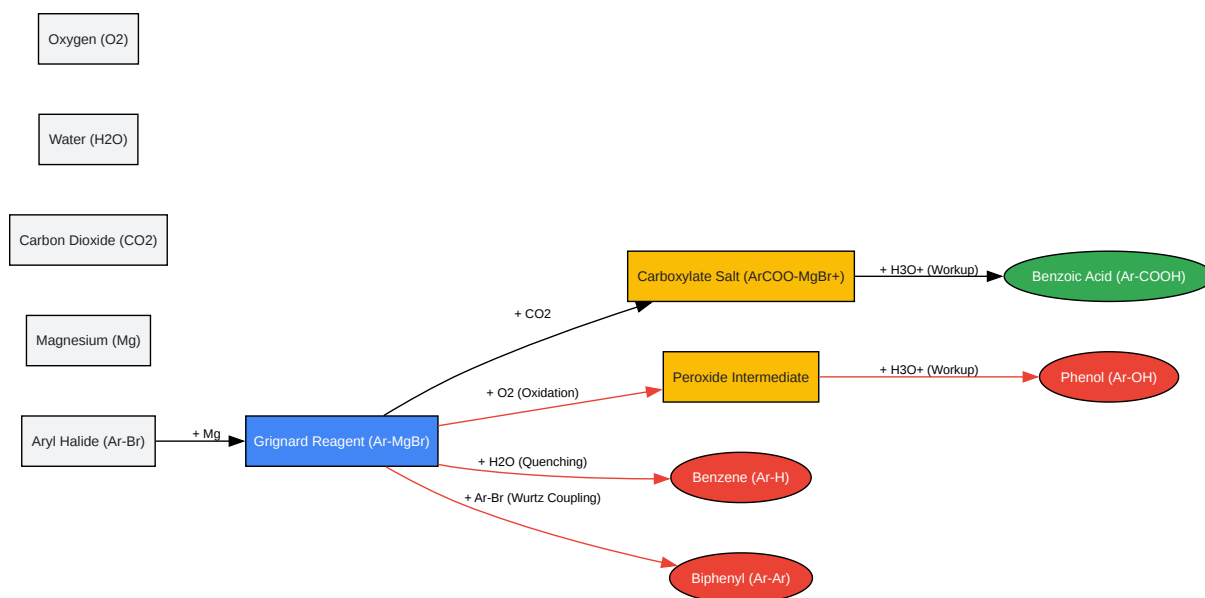 Oxygen (O2)
Water (H2O)
Carbon Dioxide (CO2)
Magnesium (Mg)
Aryl Halide (Ar-Br)
+ Mg
Grignard Reagent (Ar-MgBr)
+ CO2
Carboxylate Salt (ArCOO-MgBr+)
+ H3O+ (Workup)
Benzoic Acid (Ar-COOH)
+ O2 (Oxidation)
Peroxide Intermediate
+ H3O+ (Workup)
Phenol (Ar-OH)
+ H2O (Quenching)
Benzene (Ar-H)
+ Ar-Br (Wurtz Coupling)
Biphenyl (Ar-Ar)